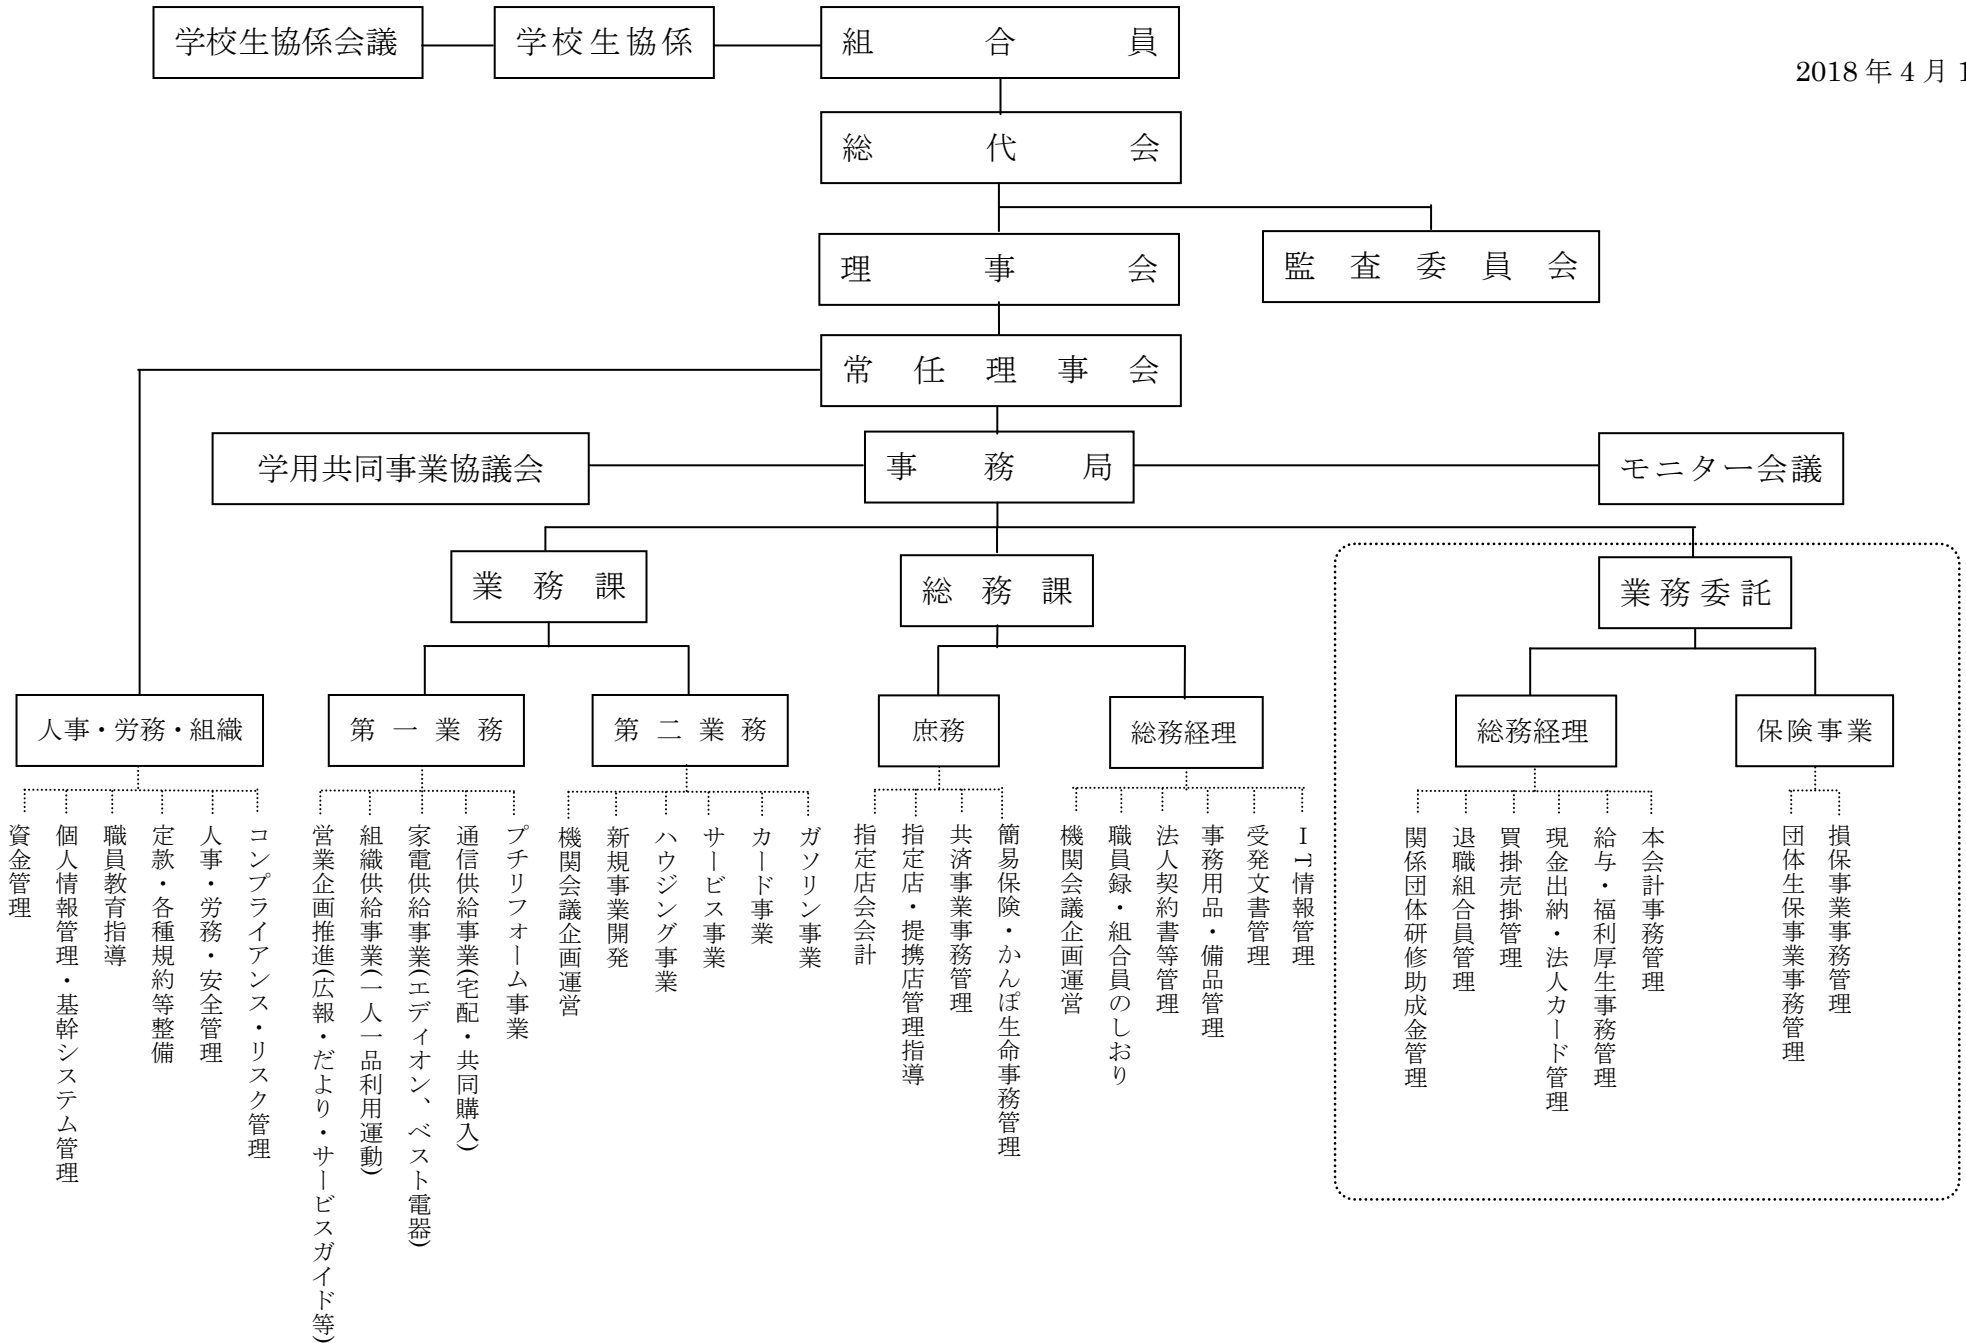 学校生協係会議
学校生協係
組合員
2018年4月1
総代会
理事会
監査委員会
常任理事会
学用共同事業協議会
事務局
モニター会議
業務課
総務課
業務委託
人事・労務・組織
第一業務
第二業務
庶務
総務経理
総務経理
保険事業
資金管理
個人情報管理・基幹システム管理
職員教育指導
定款・各種規約等整備
人事・労務・安全管理
コンプライアンス・リスク管理
営業企画推進(広報・だより・サービスガイド等)
組織供給事業(一人一品利用運動)
家電供給事業(エディオン、ベスト電器)
通信供給事業(宅配・共同購入)
プチリフォーム事業
機関会議企画運営
新規事業開発
ハウジング事業
サービス事業
カード事業
ガソリン事業
指定店会会計
指定店・提携店管理指導
共済事業事務管理
簡易保険・かんぽ生命事務管理
機関会議企画運営
職員録・組合員のしおり
法人契約書等管理
事務用品・備品管理
受発文書管理
IT情報管理
関係団体研修助成金管理
退職組合員管理
買掛売掛管理
現金出納・法人カード管理
給与・福利厚生事務管理
本会計事務管理
団体生保事業事務管理
損保事業事務管理